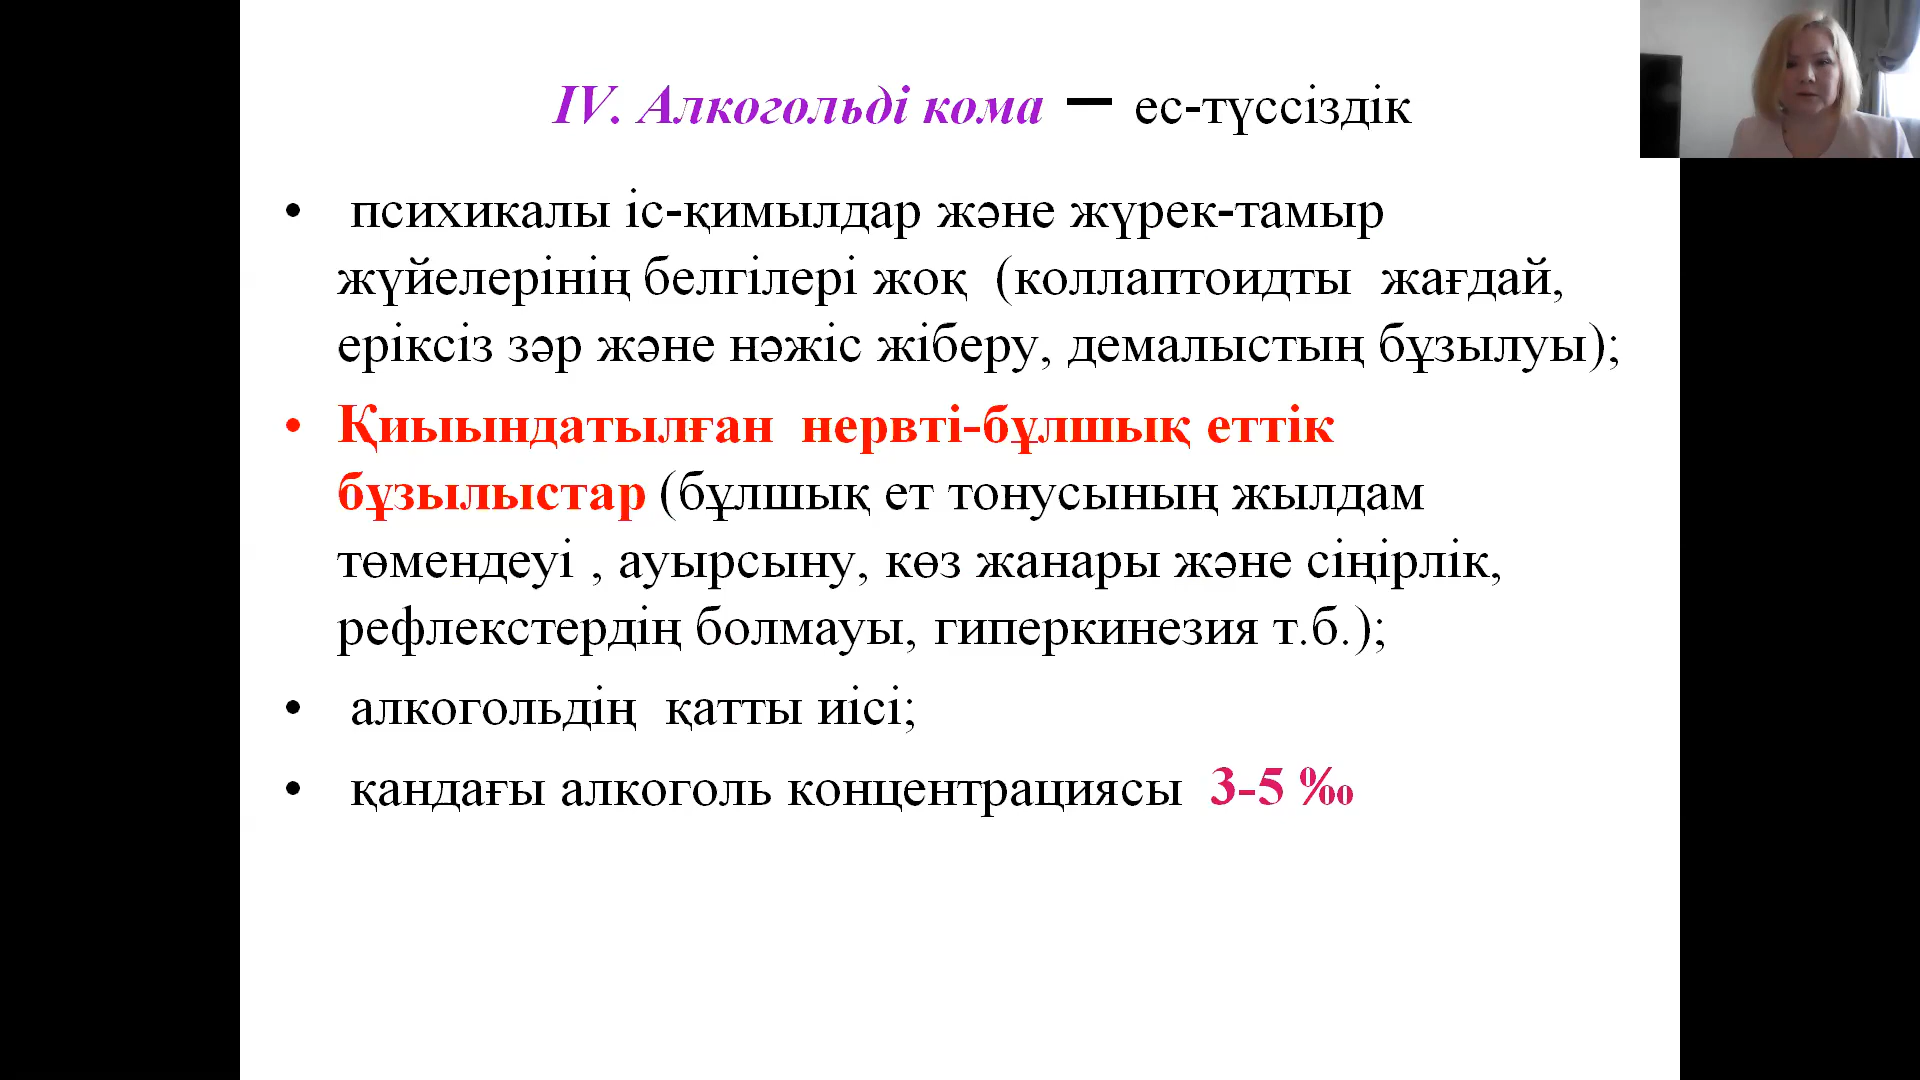 IV. Алкогольді кома – ес-түссіздік
• психикалы іс-қимылдар және жүрек-тамыр
жүйелерінің белгілері жоқ (коллаптоидты жағдай,
еріксіз зәр және нәжіс жіберу, демалыстың бұзылуы);
• Қиыындатылған нервті-бұлшық еттік
бұзылыстар (бұлшық ет тонусының жылдам
төмендеуі , ауырсыну, көз жанары және сіңірлік,
рефлекстердің болмауы, гиперкинезия т.б.);
• алкогольдің қатты иісі;
• қандағы алкоголь концентрациясы 3-5 ‰